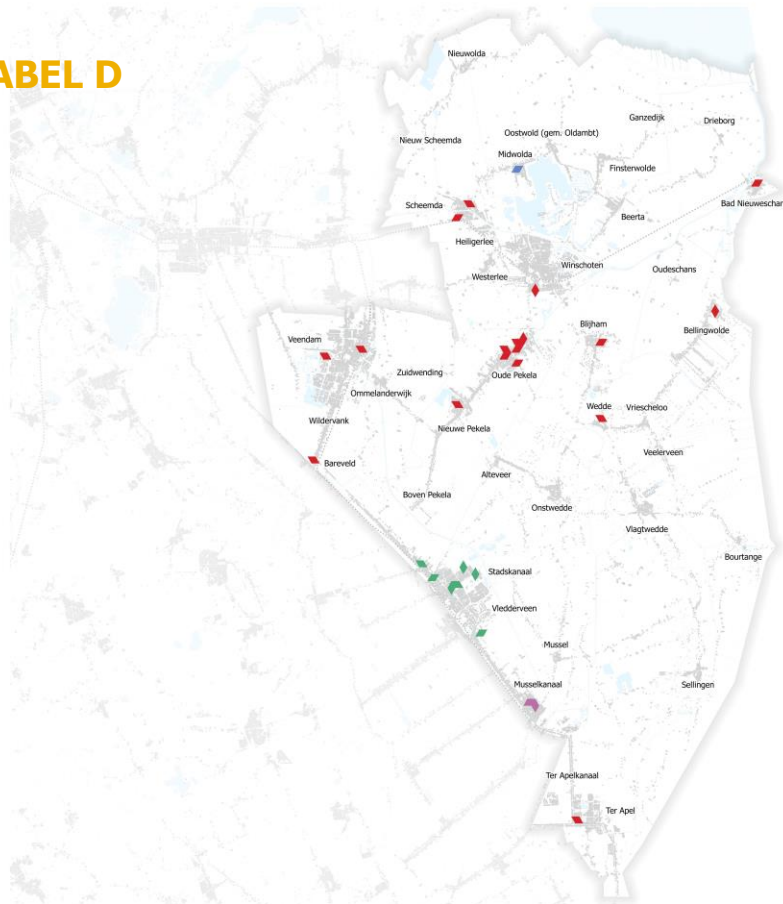 ABEL D
Nieuwolda
Ganzedijk
Drieborg
Oostwold (gem. Oldambt)
Nieuw Scheemda
Midwolda
Finsterwolde
Scheemda
Bad Nieuweschan
Beerta
Heiligerlee
Winschoten
Oudeschans
Westerlee
Blijham
Bellingwolde
Veendam
Zuidwending
Oude Pekela
Ommelanderwijk
Wedde
Vriescheloo
Wildervank
Nieuwe Pekela
Veelerveen
Bareveld
Alteveer
Boven Pekela
Onstwedde
Vlagtwedde
Bourtange
Stadskanaal
Vledderveen
Mussel
Musselkanaal
Sellingen
Ter Apelkanaal
Ter Apel